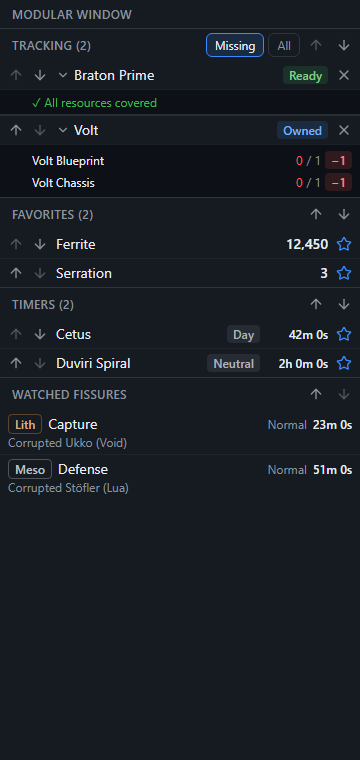 MODULAR WINDOW
TRACKING (2) Missing All
Braton Prime Ready
✓ All resources covered
Volt Owned
Volt Blueprint 0 / 1 −1
Volt Chassis 0 / 1 −1
FAVORITES (2)
Ferrite 12,450
Serration 3
TIMERS (2)
Cetus Day 42m 0s
Duviri Spiral Neutral 2h 0m 0s
WATCHED FISSURES
Lith Capture Normal 23m 0s
Corrupted Ukko (Void)
Meso Defense Normal 51m 0s
Corrupted Stöfler (Lua)